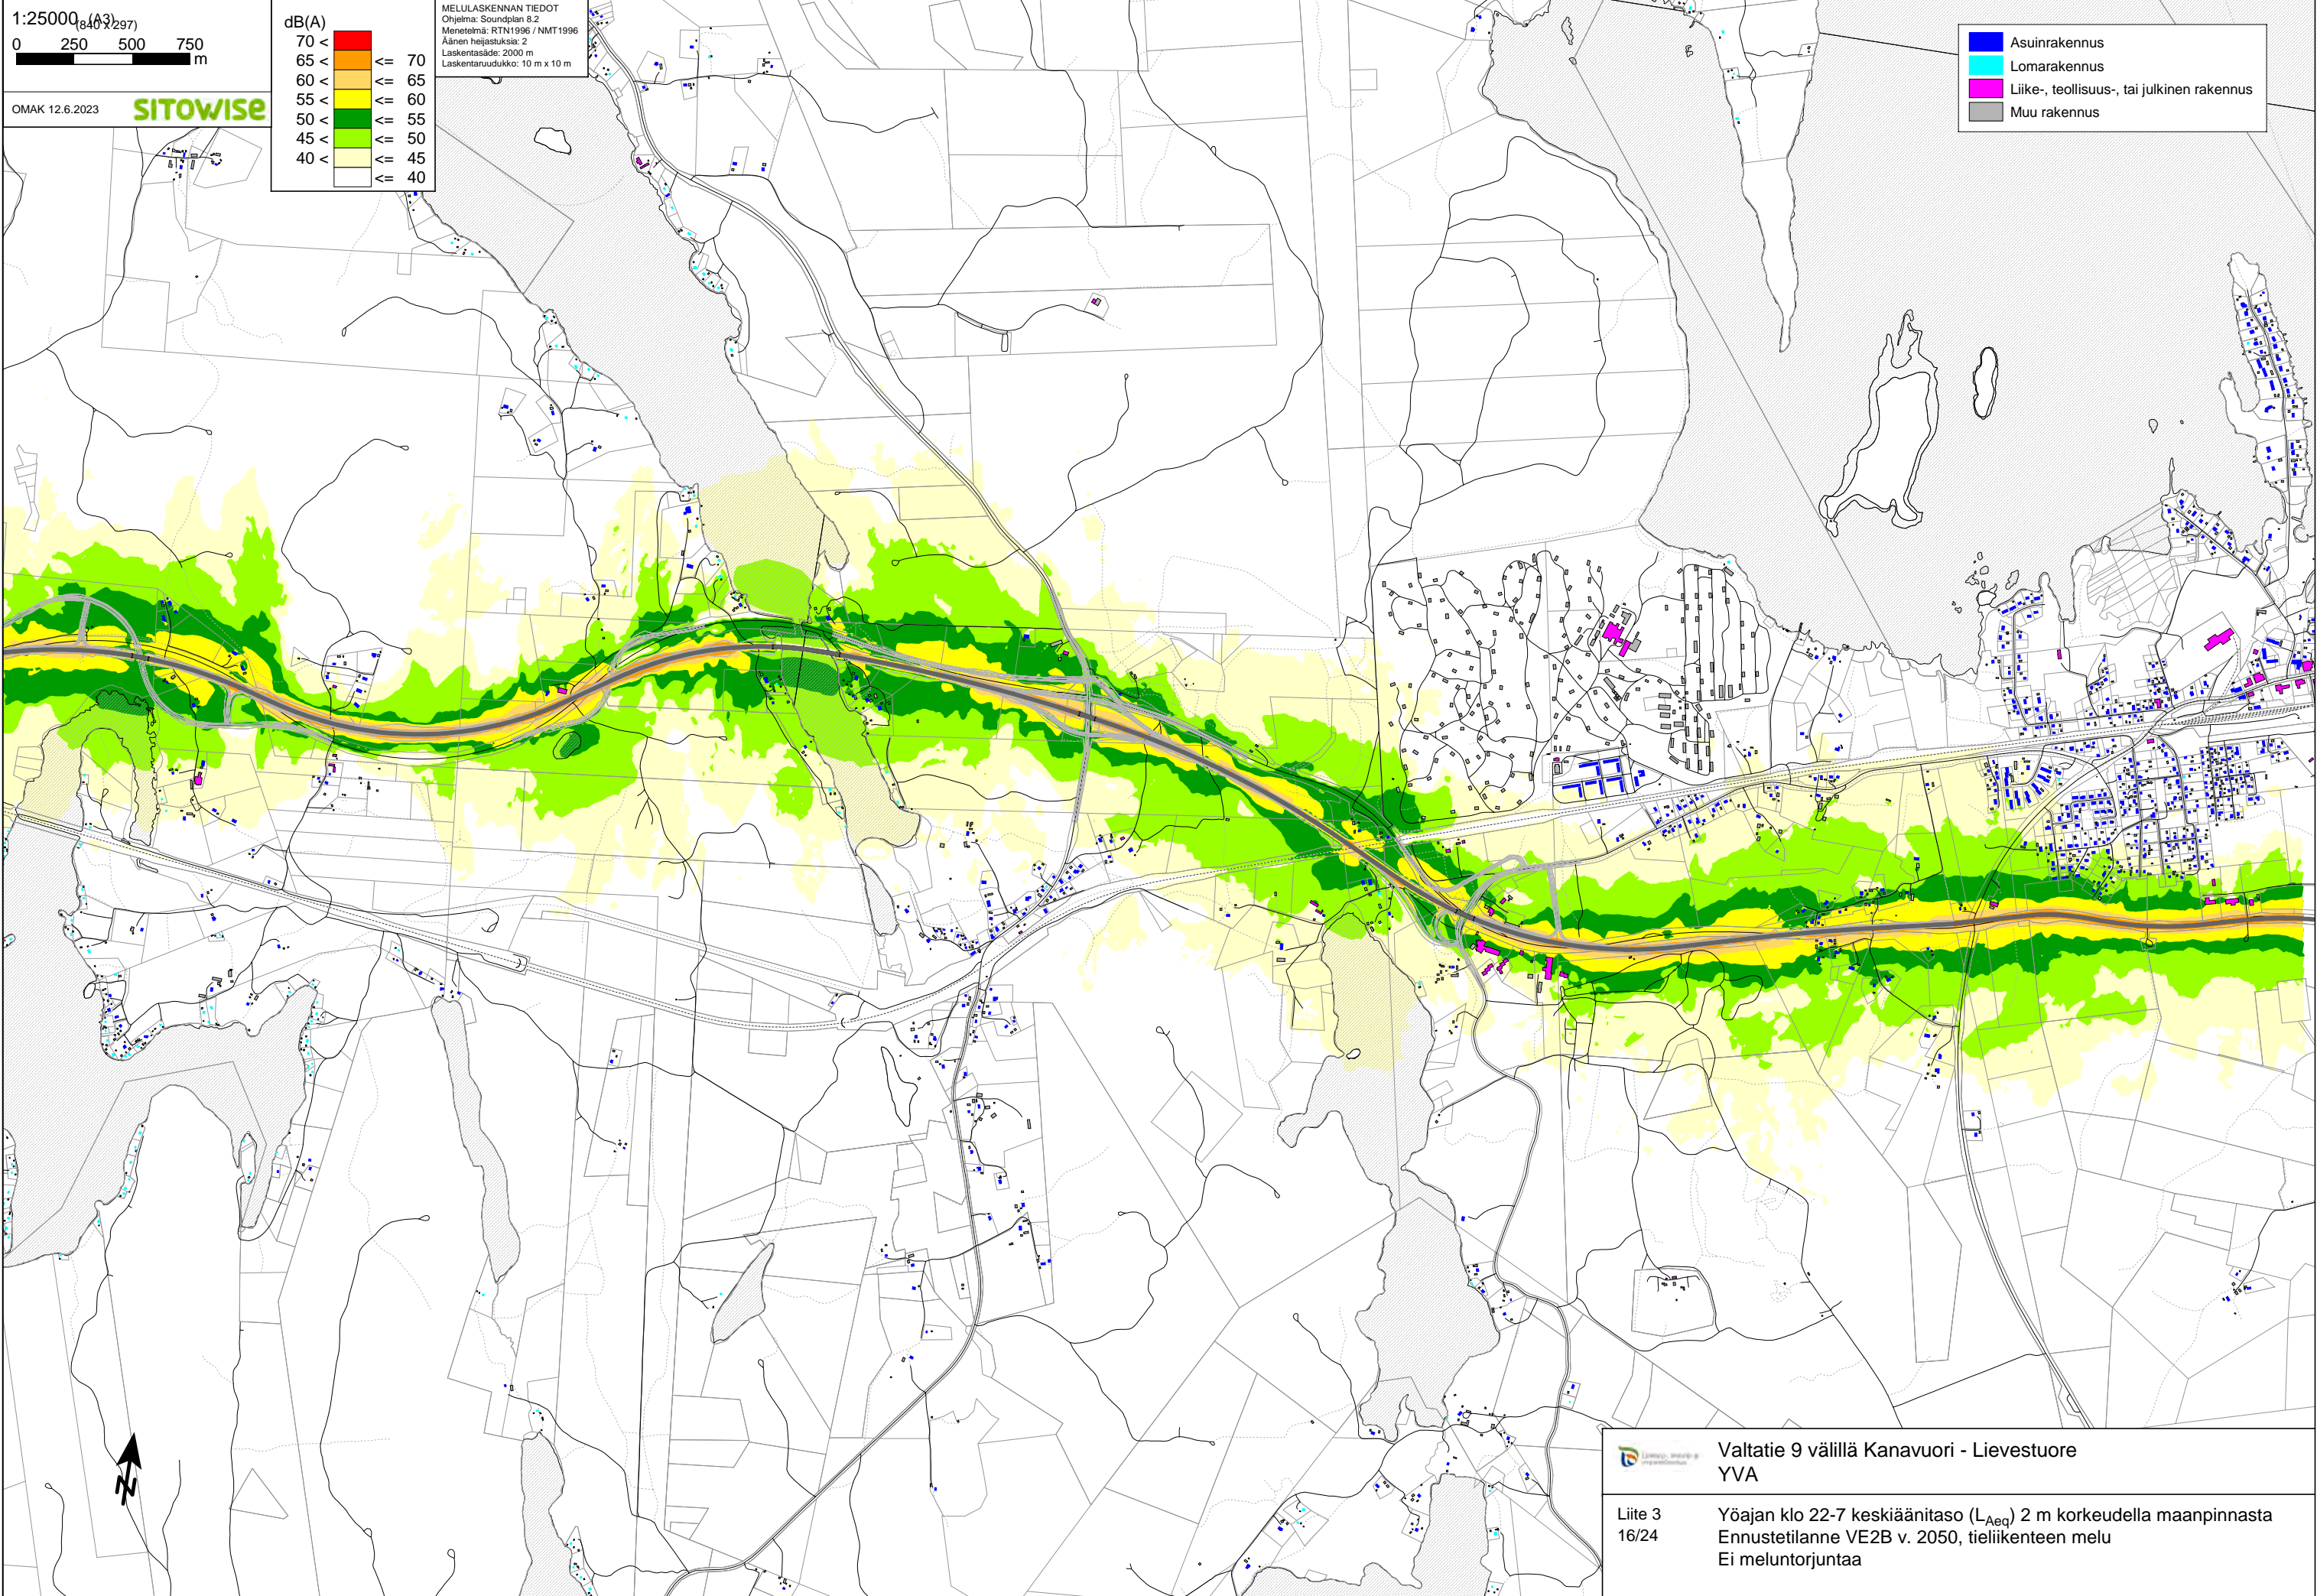 1:25000 (A3)
(840 x 297)
0 250 500 750
m
OMAK 12.6.2023
SITOWISE
dB(A)
70 <
65 < <= 70
60 < <= 65
55 < <= 60
50 < <= 55
45 < <= 50
40 < <= 45
<= 40
MELULASKENNAN TIEDOT
Ohjelma: Soundplan 8.2
Menetelmä: RTN1996 / NMT1996
Äänen heijastuksia: 2
Laskentasäde: 2000 m
Laskentaruudukko: 10 m x 10 m
Asuinrakennus
Lomarakennus
Liike-, teollisuus-, tai julkinen rakennus
Muu rakennus
N
Valtatie 9 välillä Kanavuori - Lievestuore
YVA
Liite 3
16/24
Yöajan klo 22-7 keskiäänitaso (LAeq) 2 m korkeudella maanpinnasta
Ennustetilanne VE2B v. 2050, tieliikenteen melu
Ei meluntorjuntaa